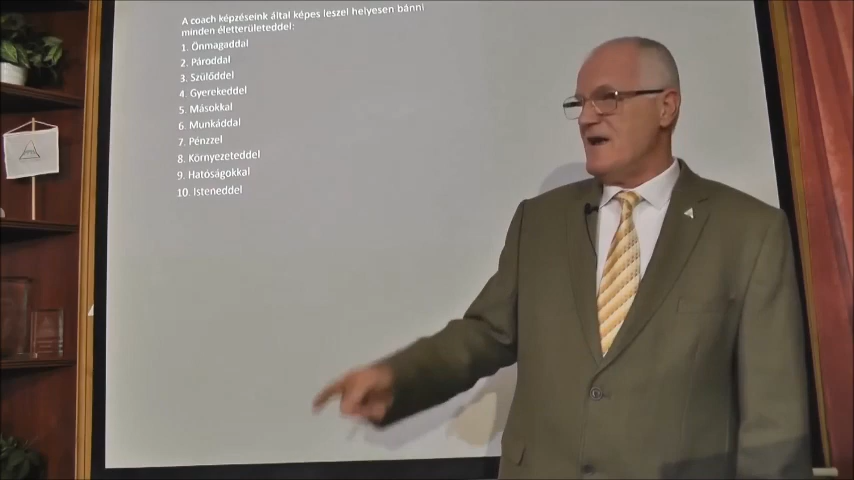 A coach képzéseink által képes leszel helyesen bánni
minden életterületeddel:
1. Önmagaddal
2. Pároddal
3. Szülőddel
4. Gyerekeddel
5. Másokkal
6. Munkáddal
7. Pénzzel
8. Környezeteddel
9. Hatóságokkal
10. Isteneddel